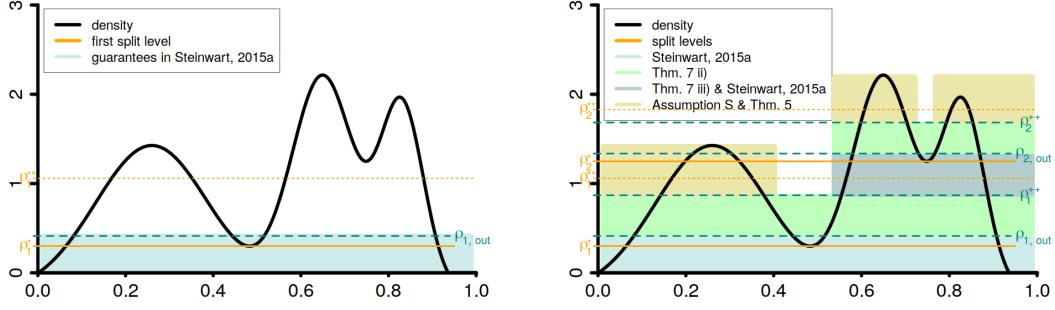 3
2
1
0
density
first split level
guarantees in Steinwart, 2015a
ρ₁**
ρ₁*
ρ₁, out
0.0 0.2 0.4 0.6 0.8 1.0
3
2
1
0
density
split levels
Steinwart, 2015a
Thm. 7 ii)
Thm. 7 iii) & Steinwart, 2015a
Assumption S & Thm. 5
ρ₂**
ρ₂⁺⁺
ρ₂, out
ρ₁⁺⁺
ρ₁, out
ρ₁*
0.0 0.2 0.4 0.6 0.8 1.0